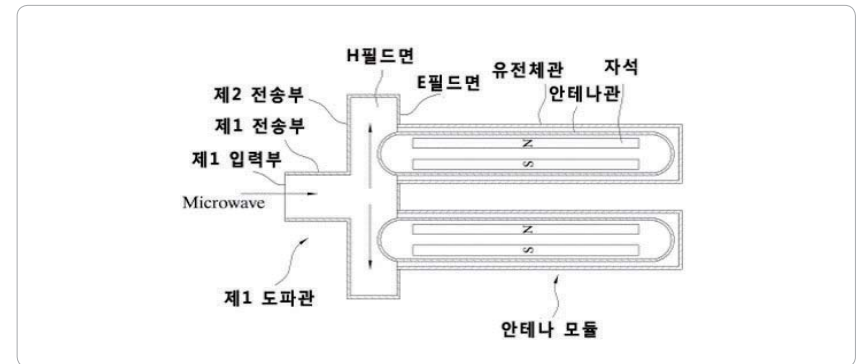 H필드면
E필드면
유전체관
자석
안테나관
제2 전송부
제1 전송부
제1 입력부
Microwave
N
S
N
S
제1 도파관
안테나 모듈